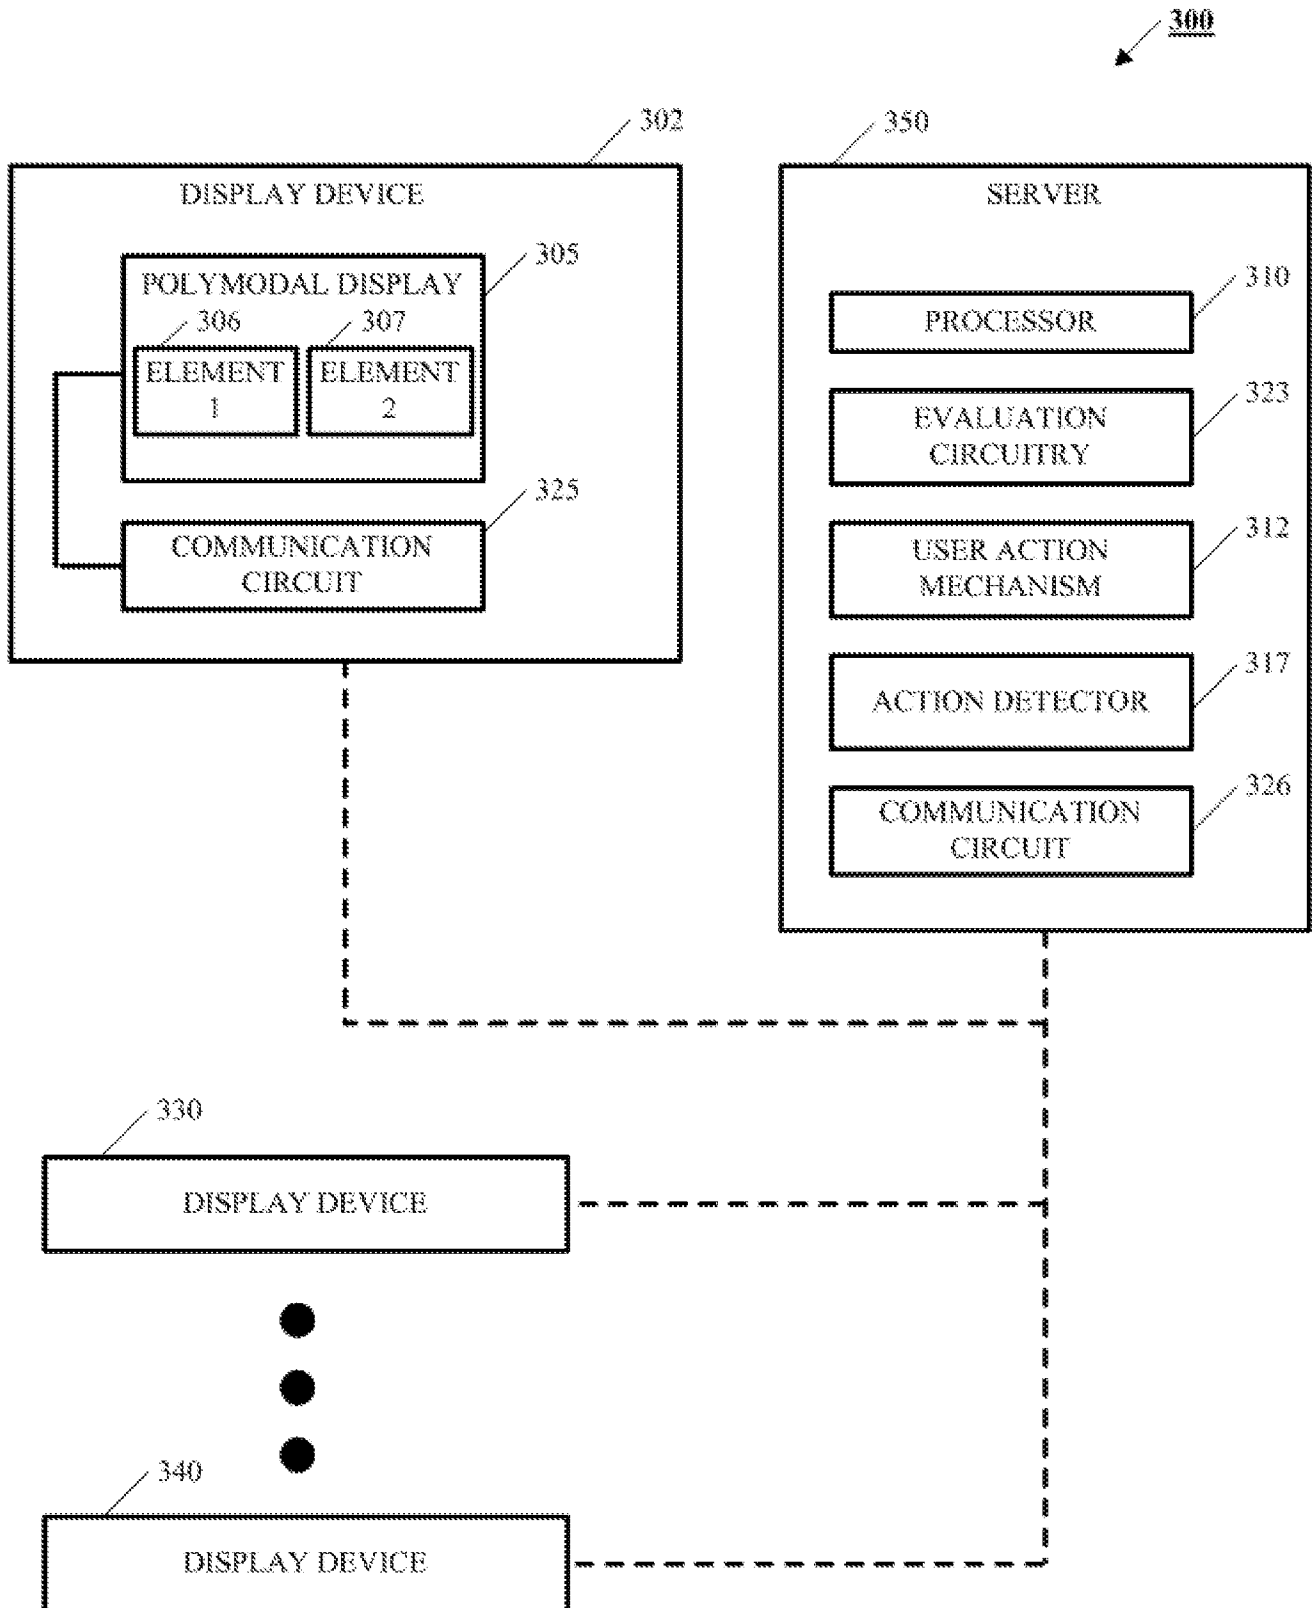 300
302
350
DISPLAY DEVICE
SERVER
305
POLYMODAL DISPLAY
306
307
ELEMENT
1
ELEMENT
2
325
COMMUNICATION
CIRCUIT
310
PROCESSOR
323
EVALUATION
CIRCUITRY
312
USER ACTION
MECHANISM
317
ACTION DETECTOR
326
COMMUNICATION
CIRCUIT
330
DISPLAY DEVICE
340
DISPLAY DEVICE